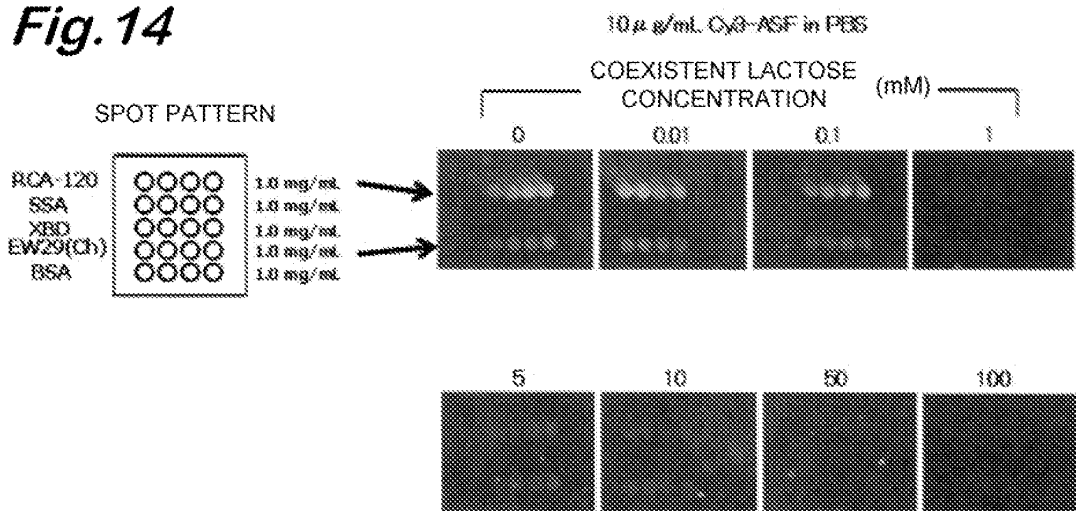 Fig.14
10μg/mL Cy3-ASF in PBS
COEXISTENT LACTOSE
CONCENTRATION
(mM)
SPOT PATTERN
0 0.01 0.1 1
RCA-120 1.0 mg/mL
SSA 1.0 mg/mL
XBD 1.0 mg/mL
EW29(Ch) 1.0 mg/mL
BSA 1.0 mg/mL
5 10 50 100